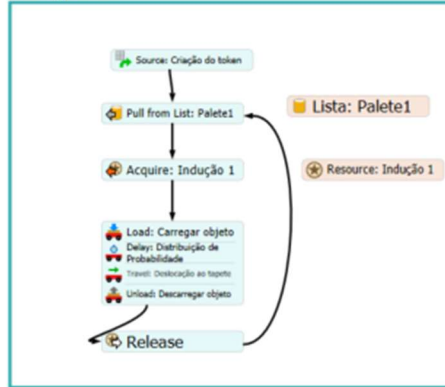 Source: Criação do token
Pull from List: Palete1
Lista: Palete1
Acquire: Indução 1
Resource: Indução 1
Load: Carregar objeto
Delay: Distribuição de
Probabilidade
Travel: Deslocação ao tapete
Unload: Descarregar objeto
Release